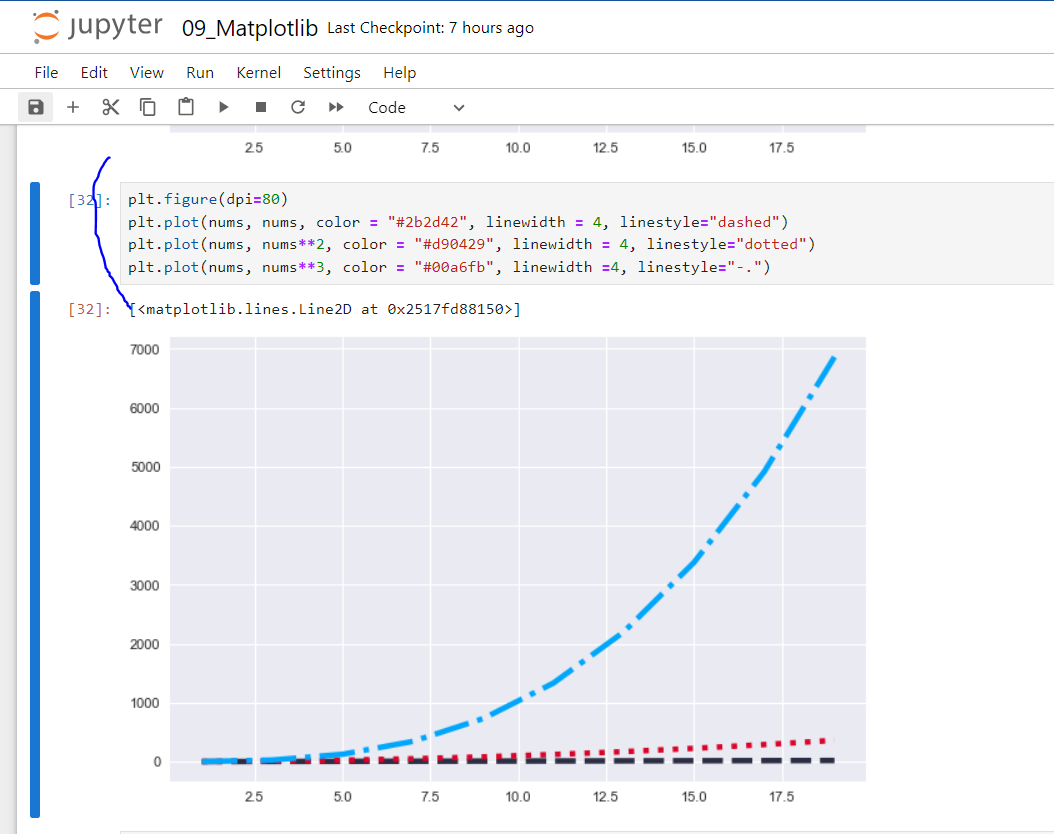 jupyter 09_Matplotlib Last Checkpoint: 7 hours ago
File Edit View Run Kernel Settings Help
Code
2.5 5.0 7.5 10.0 12.5 15.0 17.5
[32]: plt.figure(dpi=80)
plt.plot(nums, nums, color = "#2b2d42", linewidth = 4, linestyle="dashed")
plt.plot(nums, nums**2, color = "#d90429", linewidth = 4, linestyle="dotted")
plt.plot(nums, nums**3, color = "#00a6fb", linewidth =4, linestyle="-.")
[32]: [<matplotlib.lines.Line2D at 0x2517fd88150>]
7000
6000
5000
4000
3000
2000
1000
0
2.5 5.0 7.5 10.0 12.5 15.0 17.5